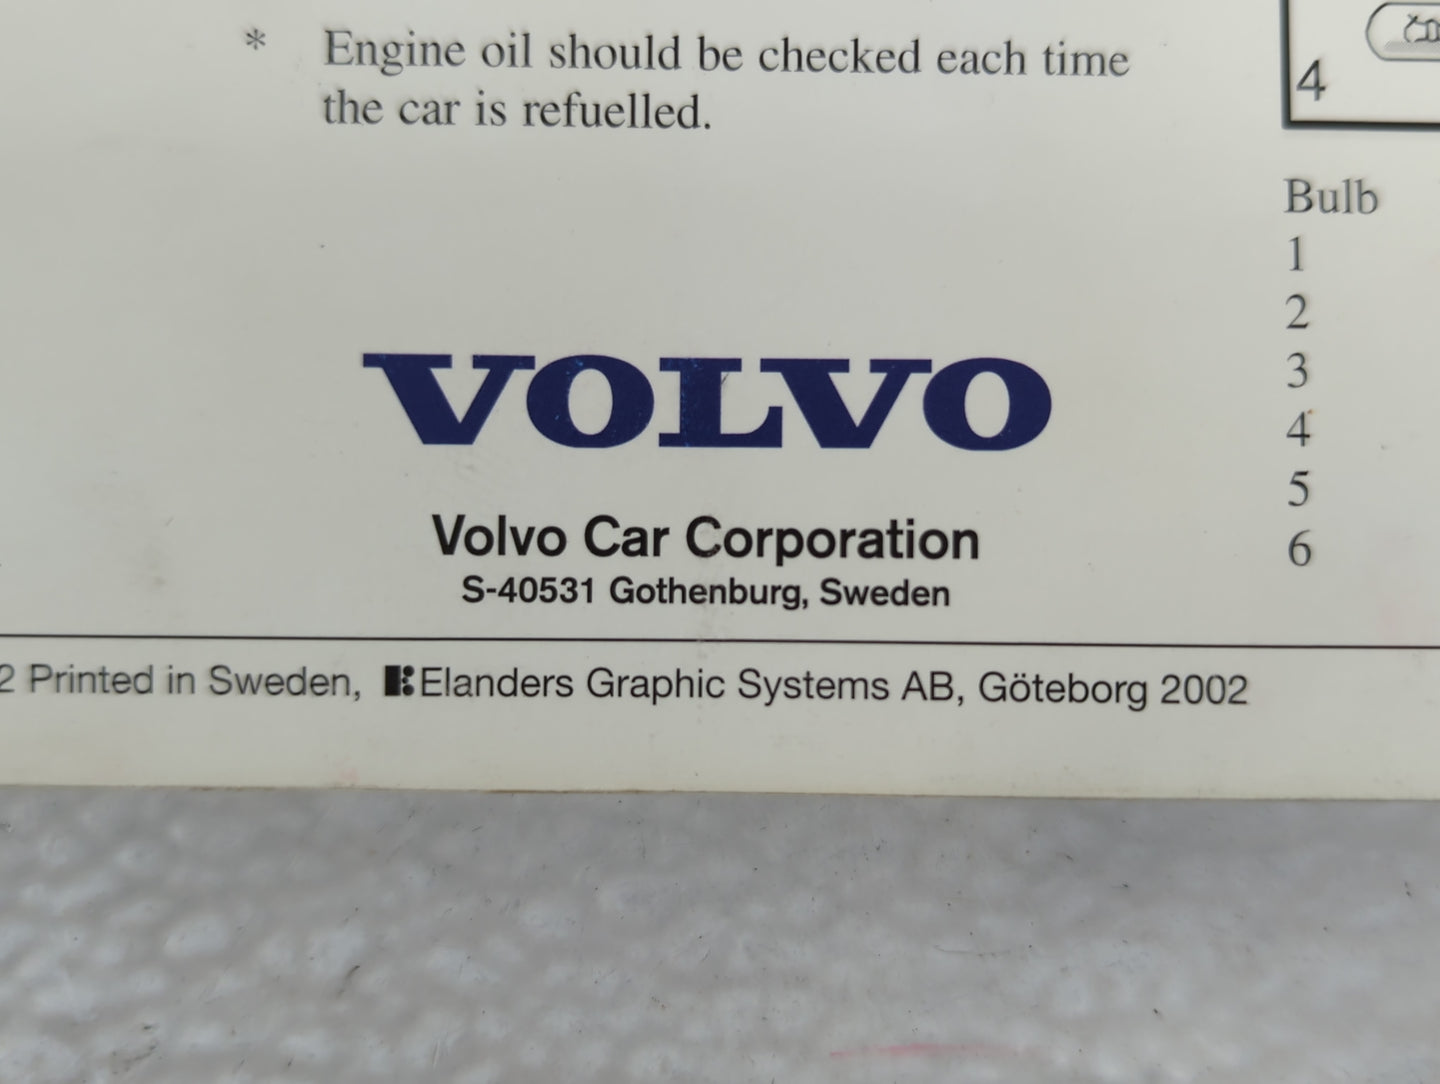 * Engine oil should be checked each time
the car is refuelled.
VOLVO
Volvo Car Corporation
S-40531 Gothenburg, Sweden
2 Printed in Sweden, Elanders Graphic Systems AB, Göteborg 2002
4
Bulb
1
2
3
4
5
6